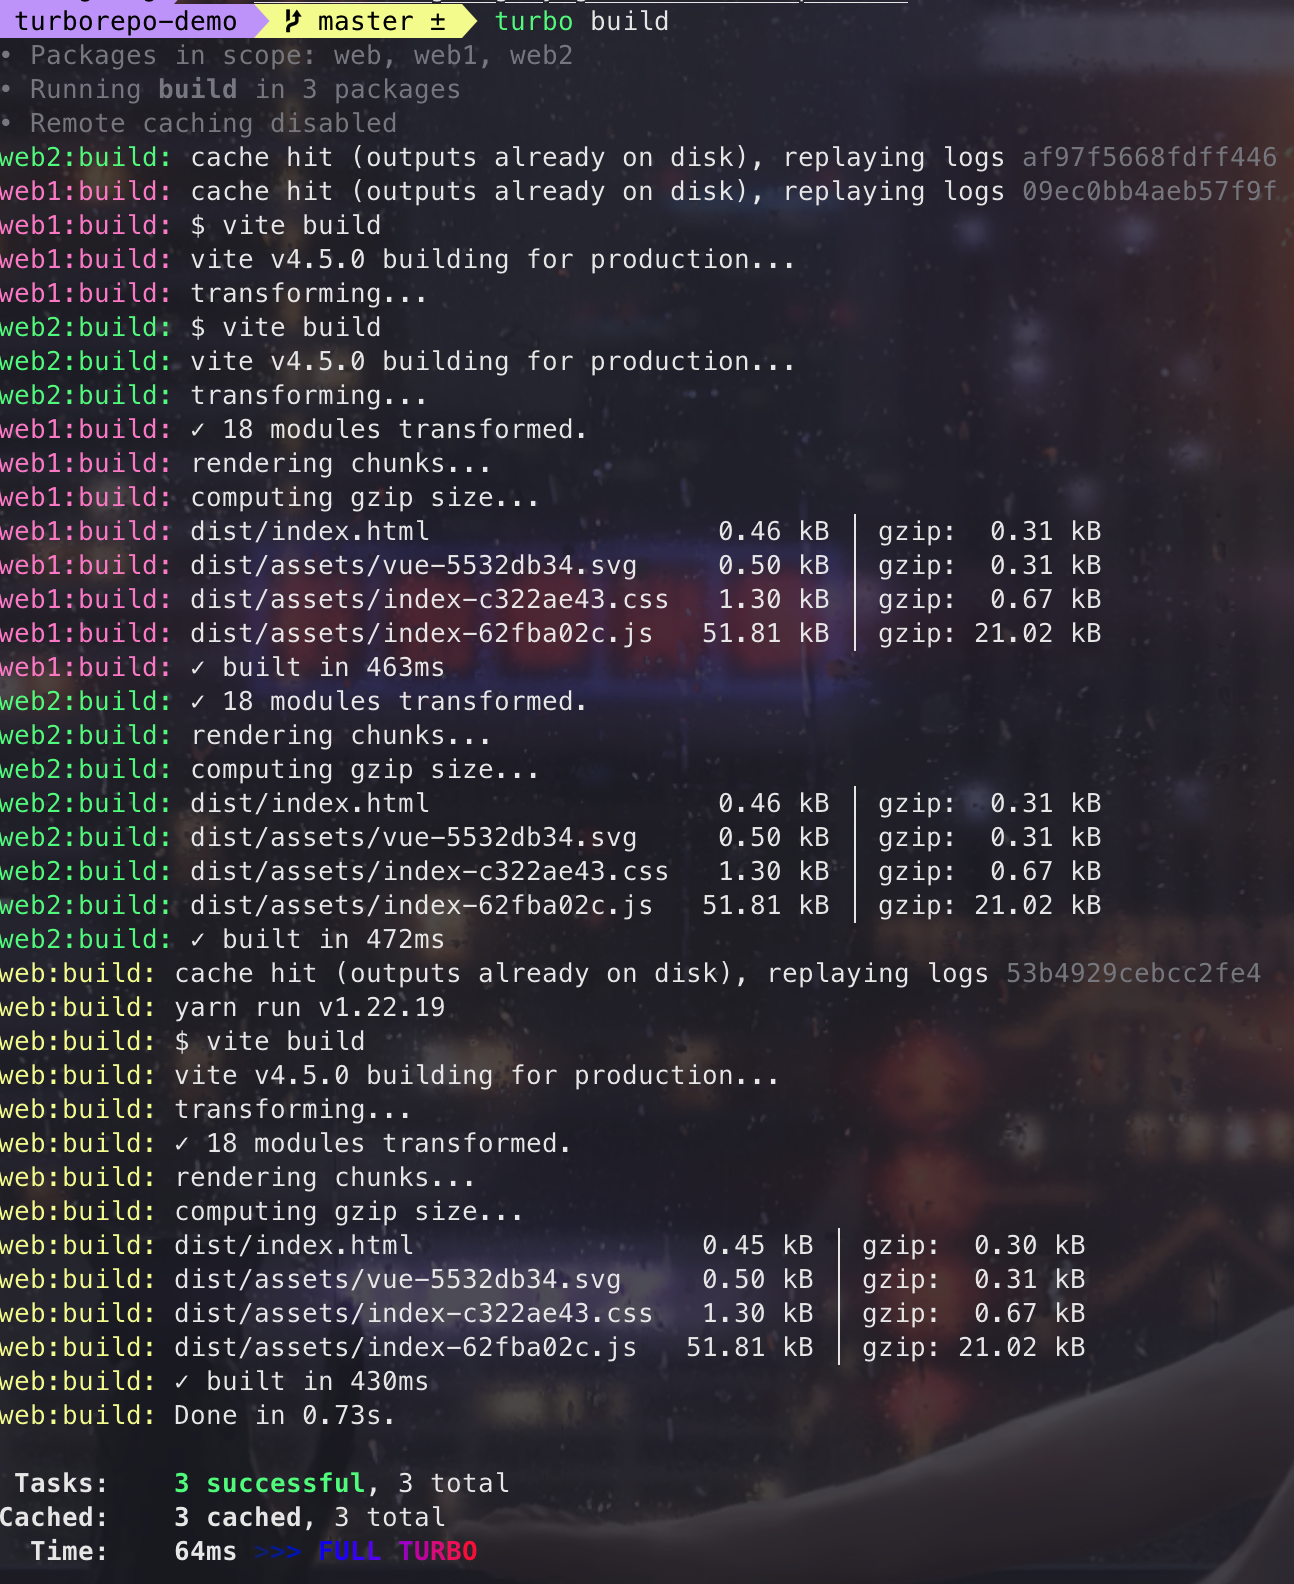 turborepo-demo master ± turbo build
• Packages in scope: web, web1, web2
• Running build in 3 packages
• Remote caching disabled
web2:build: cache hit (outputs already on disk), replaying logs af97f5668fdff446
web1:build: cache hit (outputs already on disk), replaying logs 09ec0bb4aeb57f9f
web1:build: $ vite build
web1:build: vite v4.5.0 building for production...
web1:build: transforming...
web2:build: $ vite build
web2:build: vite v4.5.0 building for production...
web2:build: transforming...
web1:build: ✓ 18 modules transformed.
web1:build: rendering chunks...
web1:build: computing gzip size...
web1:build: dist/index.html 0.46 kB │ gzip: 0.31 kB
web1:build: dist/assets/vue-5532db34.svg 0.50 kB │ gzip: 0.31 kB
web1:build: dist/assets/index-c322ae43.css 1.30 kB │ gzip: 0.67 kB
web1:build: dist/assets/index-62fba02c.js 51.81 kB │ gzip: 21.02 kB
web1:build: ✓ built in 463ms
web2:build: ✓ 18 modules transformed.
web2:build: rendering chunks...
web2:build: computing gzip size...
web2:build: dist/index.html 0.46 kB │ gzip: 0.31 kB
web2:build: dist/assets/vue-5532db34.svg 0.50 kB │ gzip: 0.31 kB
web2:build: dist/assets/index-c322ae43.css 1.30 kB │ gzip: 0.67 kB
web2:build: dist/assets/index-62fba02c.js 51.81 kB │ gzip: 21.02 kB
web2:build: ✓ built in 472ms
web:build: cache hit (outputs already on disk), replaying logs 53b4929cebcc2fe4
web:build: yarn run v1.22.19
web:build: $ vite build
web:build: vite v4.5.0 building for production...
web:build: transforming...
web:build: ✓ 18 modules transformed.
web:build: rendering chunks...
web:build: computing gzip size...
web:build: dist/index.html 0.45 kB │ gzip: 0.30 kB
web:build: dist/assets/vue-5532db34.svg 0.50 kB │ gzip: 0.31 kB
web:build: dist/assets/index-c322ae43.css 1.30 kB │ gzip: 0.67 kB
web:build: dist/assets/index-62fba02c.js 51.81 kB │ gzip: 21.02 kB
web:build: ✓ built in 430ms
web:build: Done in 0.73s.
Tasks: 3 successful, 3 total
Cached: 3 cached, 3 total
Time: 64ms >>> FULL TURBO